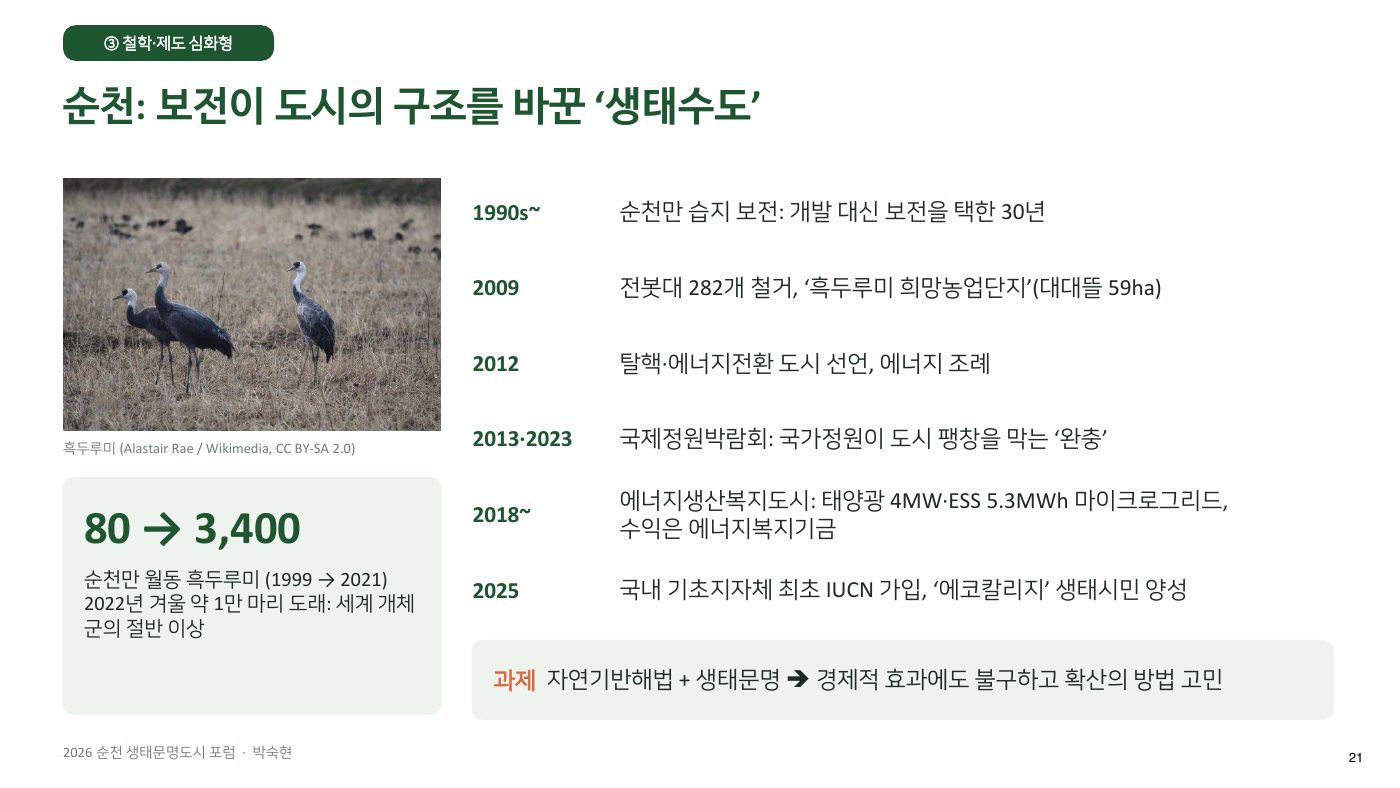 ③ 철학·제도 심화형
순천: 보전이 도시의 구조를 바꾼 ‘생태수도’
흑두루미 (Alastair Rae / Wikimedia, CC BY-SA 2.0)
80 → 3,400
순천만 월동 흑두루미 (1999 → 2021)
2022년 겨울 약 1만 마리 도래: 세계 개체
군의 절반 이상
1990s~ 순천만 습지 보전: 개발 대신 보전을 택한 30년
2009 전봇대 282개 철거, ‘흑두루미 희망농업단지’(대대뜰 59ha)
2012 탈핵·에너지전환 도시 선언, 에너지 조례
2013·2023 국제정원박람회: 국가정원이 도시 팽창을 막는 ‘완충’
2018~ 에너지생산복지도시: 태양광 4MW·ESS 5.3MWh 마이크로그리드,
수익은 에너지복지기금
2025 국내 기초지자체 최초 IUCN 가입, ‘에코칼리지’ 생태시민 양성
과제 자연기반해법 + 생태문명 ➔ 경제적 효과에도 불구하고 확산의 방법 고민
2026 순천 생태문명도시 포럼 · 박숙현
21